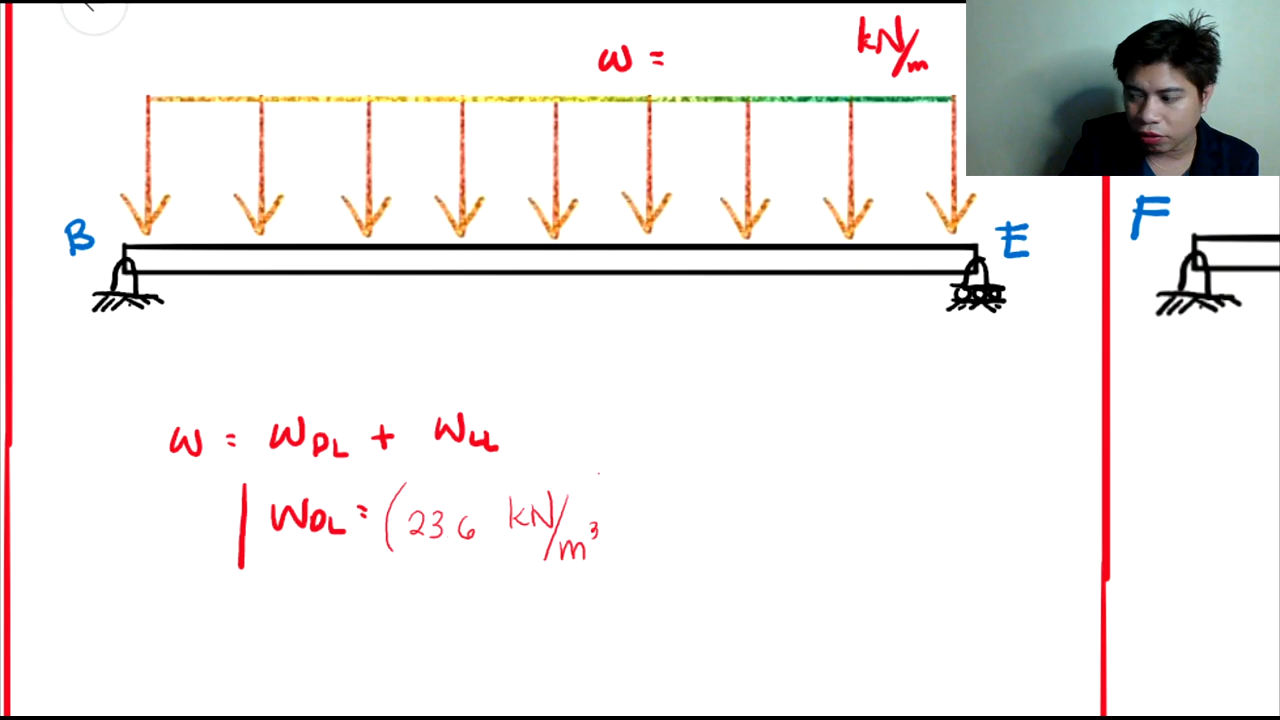 w = kN/m
B
E
F
w = wDL + wLL
wDL = (23 6 kN/m³